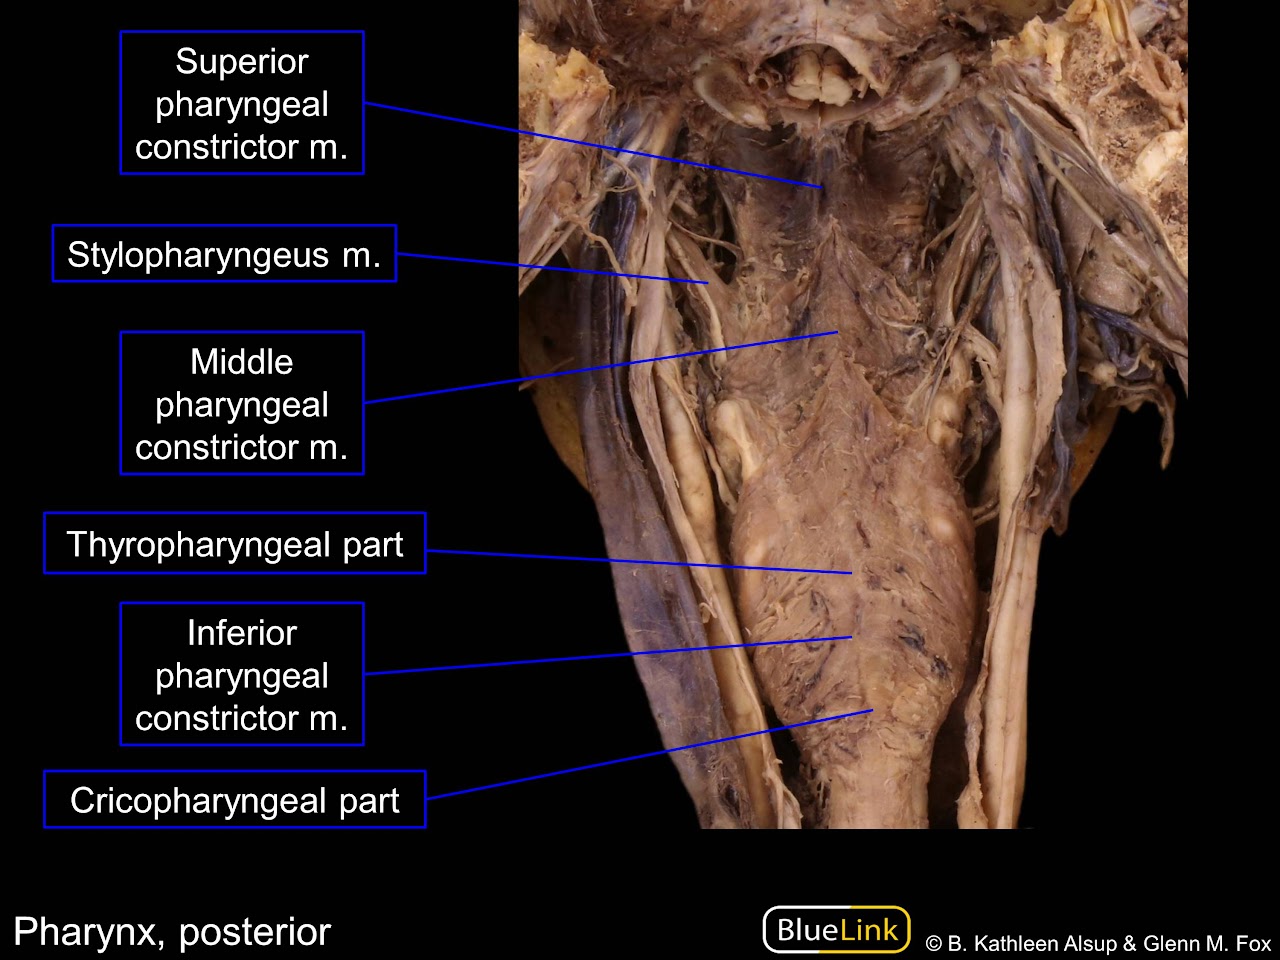 Superior
pharyngeal
constrictor m.
Stylopharyngeus m.
Middle
pharyngeal
constrictor m.
Thyropharyngeal part
Inferior
pharyngeal
constrictor m.
Cricopharyngeal part
Pharynx, posterior
BlueLink
© B. Kathleen Alsup & Glenn M. Fox